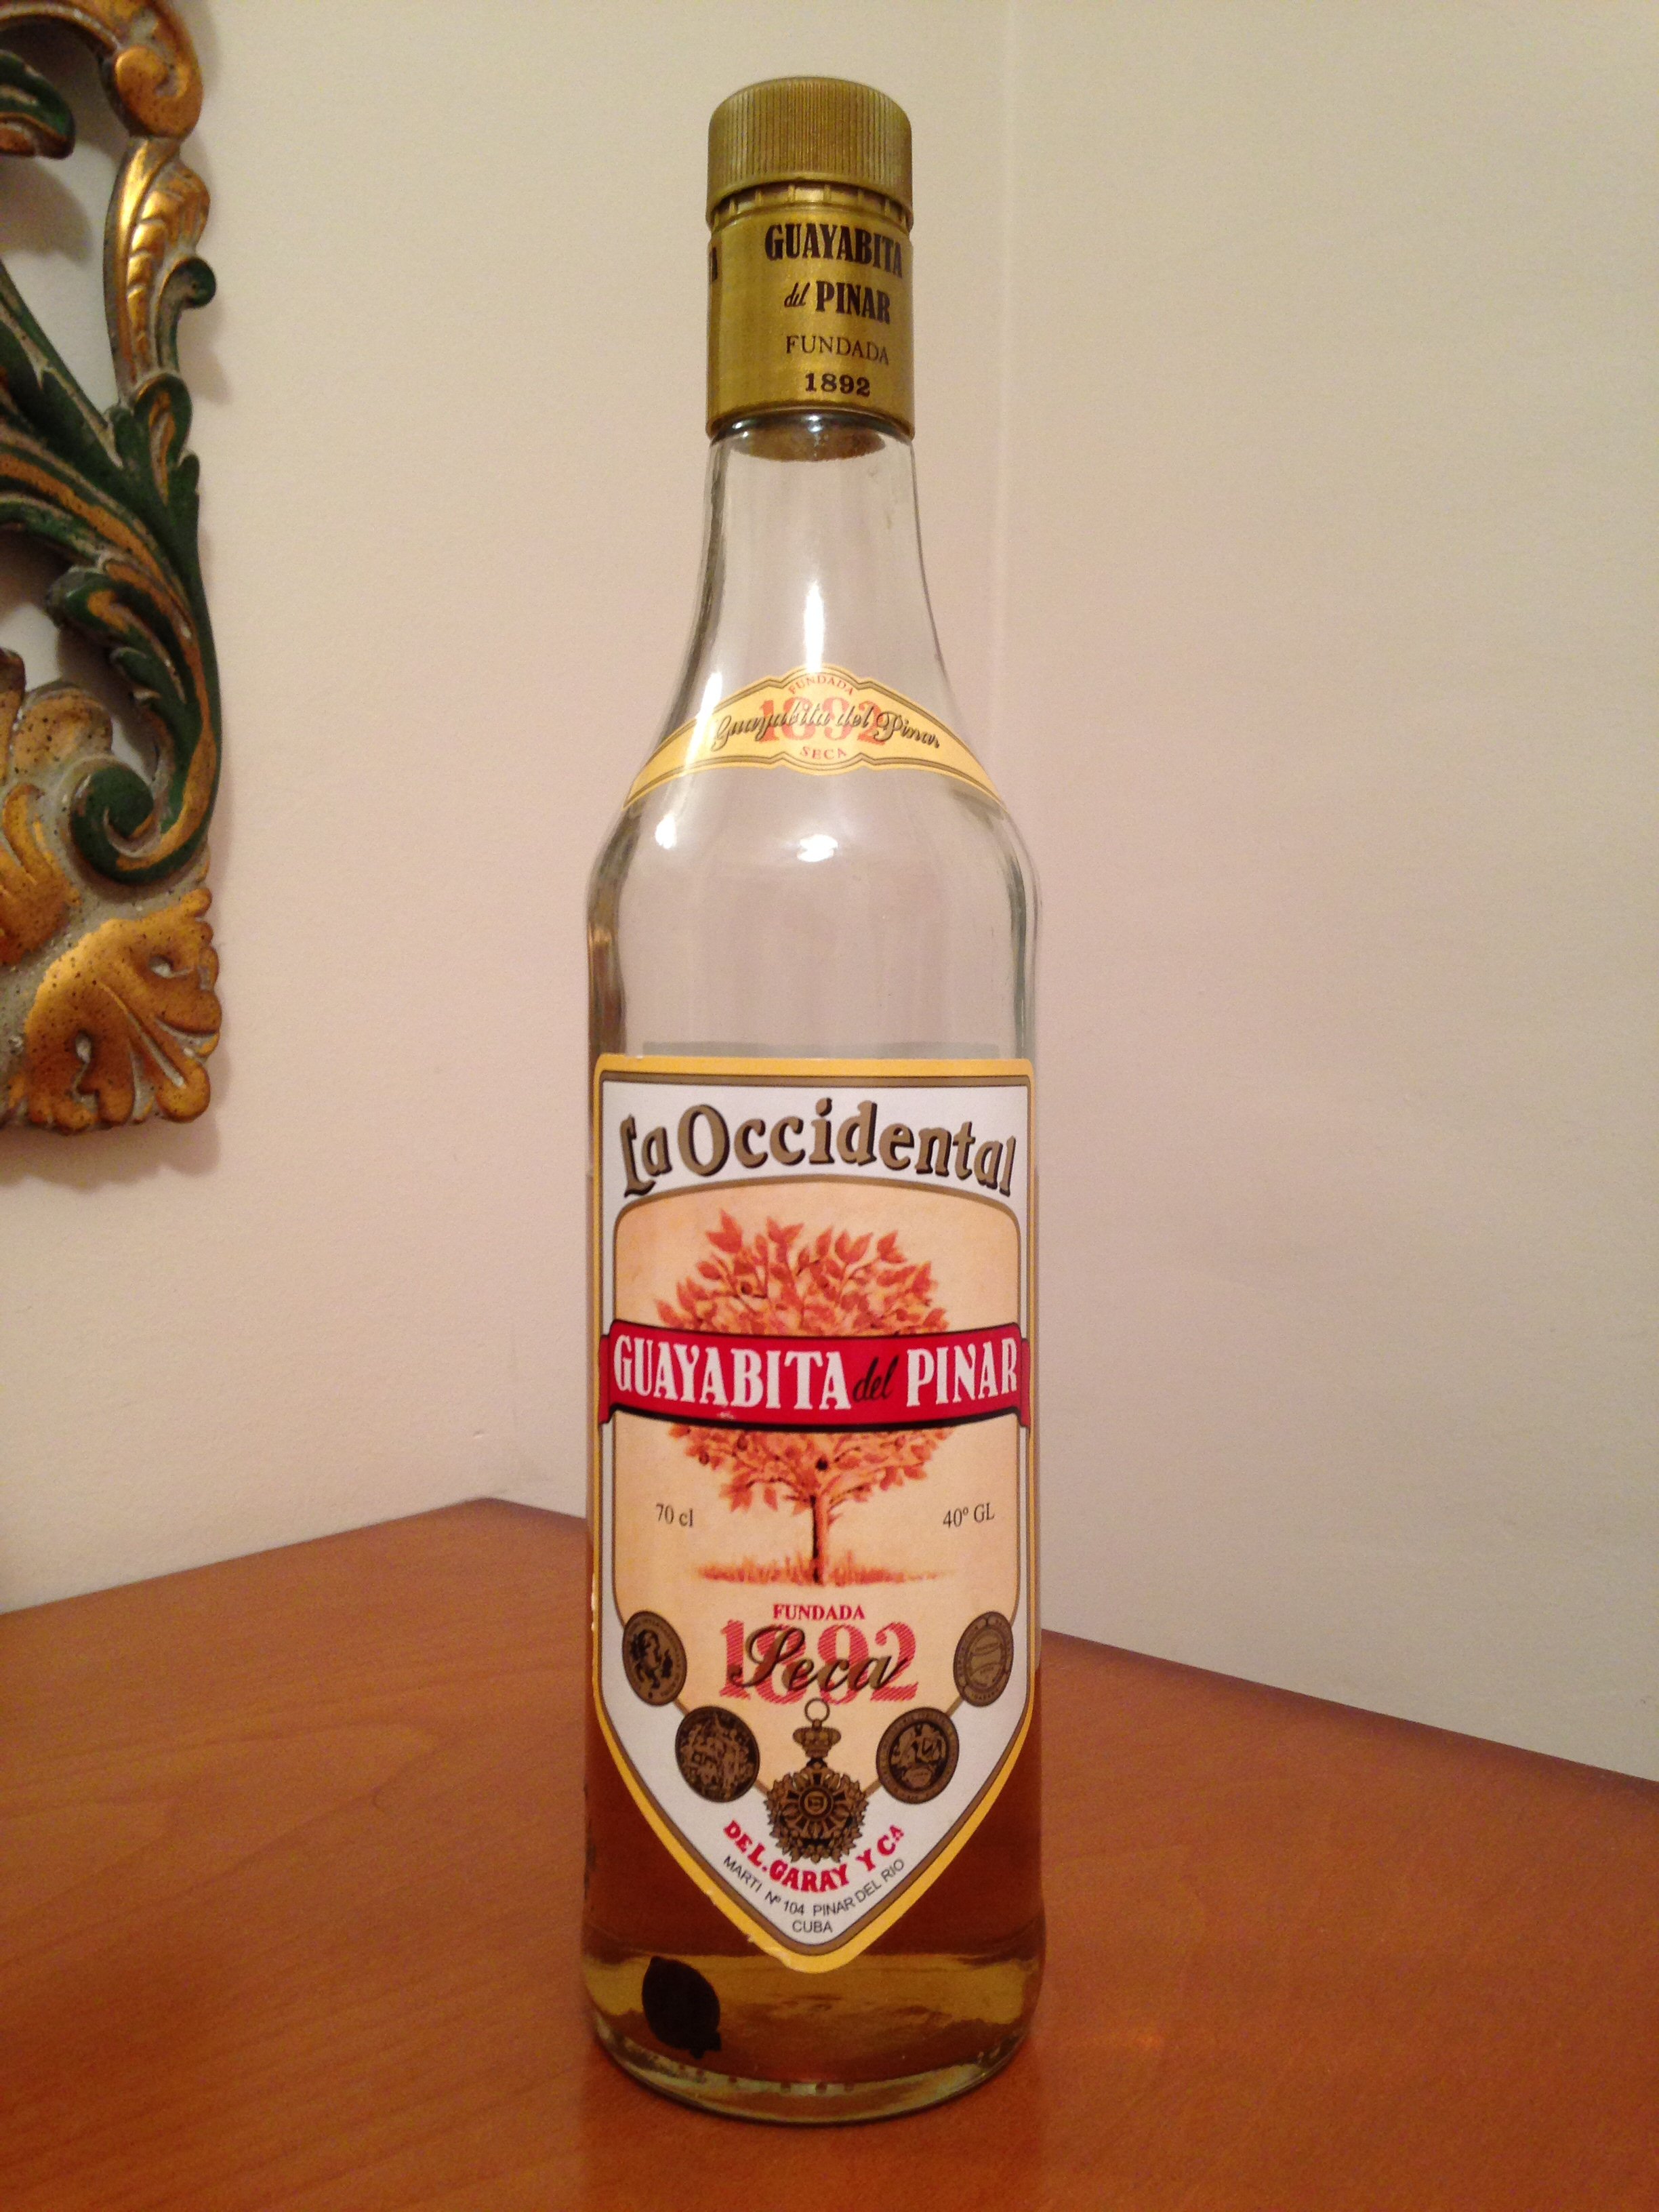 GUAYABITA
del PINAR
FUNDADA
1892
FUNDADA
1892
Guayabita del Pinar
SECA
La Occidental
GUAYABITA del PINAR
70 cl
40º GL
FUNDADA
1892
Seca
DE L. GARAY Y Cª
MARTI Nº 104 PINAR DEL RIO
CUBA